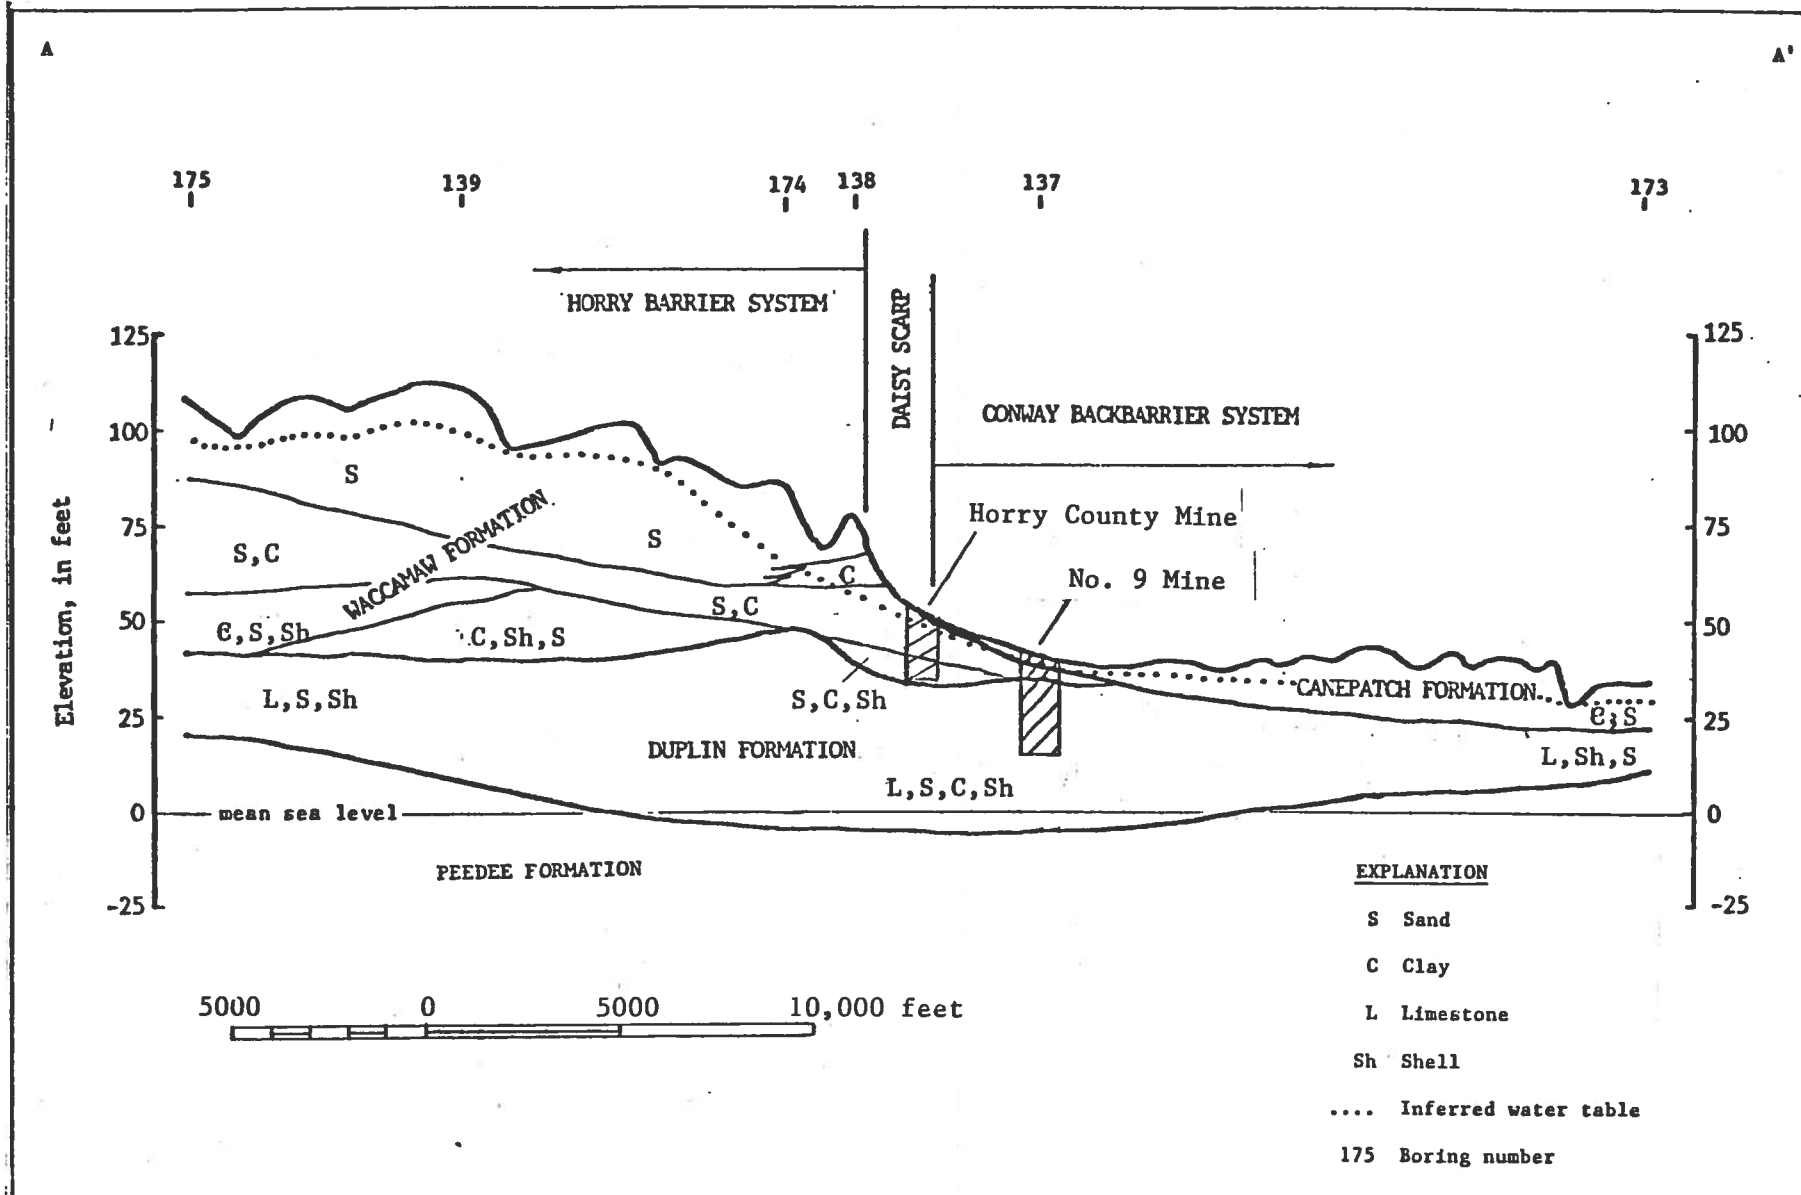 A A'
175 139 174 138 137 173
HORRY BARRIER SYSTEM
DAISY SCARP
CONWAY BACKBARRIER SYSTEM
Horry County Mine
No. 9 Mine
Elevation, in feet
125 125
100 100
75 75
50 50
25 25
0 0
-25 -25
S
S
S,C
WACCAMAW FORMATION
C
S,C
C,S,Sh
C,Sh,S
L,S,Sh
S,C,Sh
CANEPATCH FORMATION
C,S
DUPLIN FORMATION
L,Sh,S
L,S,C,Sh
mean sea level
PEEDEE FORMATION
5000 0 5000 10,000 feet
EXPLANATION
S Sand
C Clay
L Limestone
Sh Shell
.... Inferred water table
175 Boring number